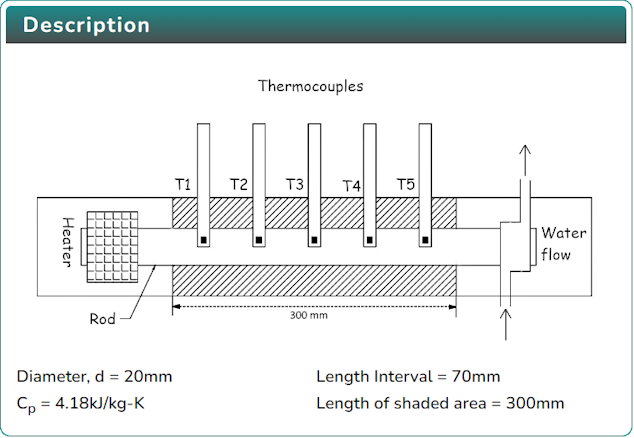 Description
Thermocouples
T1 T2 T3 T4 T5
Heater
Water
flow
Rod
300 mm
Diameter, d = 20mm
Length Interval = 70mm
Cp = 4.18kJ/kg-K
Length of shaded area = 300mm